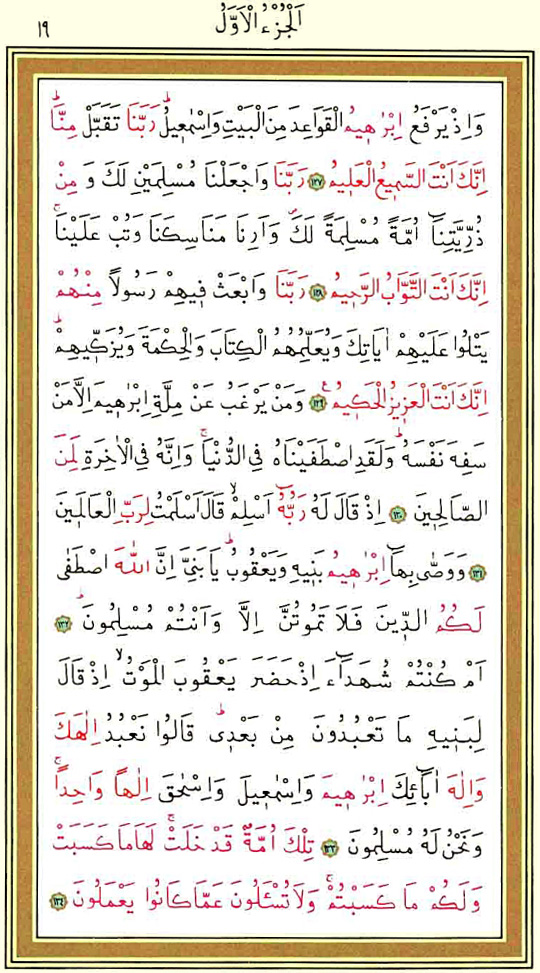 اَلْجُزْءُ الْاَوَّلُ
١٩
وَاِذْ يَرْفَعُ اِبْرٰه۪يمُ الْقَوَاعِدَ مِنَ الْبَيْتِ وَاِسْمٰع۪يلُۜ رَبَّنَا تَقَبَّلْ مِنَّاۜ
اِنَّكَ اَنْتَ السَّم۪يعُ الْعَل۪يمُ ﴿١٢٧﴾ رَبَّنَا وَاجْعَلْنَا مُسْلِمَيْنِ لَكَ وَمِنْ
ذُرِّيَّتِنَٓا اُمَّةً مُسْلِمَةً لَكَۖ وَاَرِنَا مَنَاسِكَنَا وَتُبْ عَلَيْنَاۚ
اِنَّكَ اَنْتَ التَّوَّابُ الرَّح۪يمُ ﴿١٢٨﴾ رَبَّنَا وَابْعَثْ ف۪يهِمْ رَسُولًا مِنْهُمْ
يَتْلُوا عَلَيْهِمْ اٰيَاتِكَ وَيُعَلِّمُهُمُ الْكِتَابَ وَالْحِكْمَةَ وَيُزَكّ۪يهِمْۜ
اِنَّكَ اَنْتَ الْعَز۪يزُ الْحَك۪يمُ۟ ﴿١٢٩﴾ وَمَنْ يَرْغَبُ عَنْ مِلَّةِ اِبْرٰه۪يمَ اِلَّا مَنْ
سَفِهَ نَفْسَهُۜ وَلَقَدِ اصْطَفَيْنَاهُ فِي الدُّنْيَاۚ وَاِنَّهُ فِي الْاٰخِرَةِ لَمِنَ
الصَّالِح۪ينَ ﴿١٣٠﴾ اِذْ قَالَ لَهُ رَبُّهُٓ اَسْلِمْۙ قَالَ اَسْلَمْتُ لِرَبِّ الْعَالَم۪ينَ
﴿١٣١﴾ وَوَصّٰى بِهَٓا اِبْرٰه۪يمُ بَن۪يهِ وَيَعْقُوبُۜ يَا بَنِيَّ اِنَّ اللّٰهَ اصْطَفٰى
لَكُمُ الدّ۪ينَ فَلَا تَمُوتُنَّ اِلَّا وَاَنْتُمْ مُسْلِمُونَۜ ﴿١٣٢﴾
اَمْ كُنْتُمْ شُهَدَٓاءَ اِذْ حَضَرَ يَعْقُوبَ الْمَوْتُۙ اِذْ قَالَ
لِبَن۪يهِ مَا تَعْبُدُونَ مِنْ بَعْد۪يۜ قَالُوا نَعْبُدُ اِلٰهَكَ
وَاِلٰهَ اٰبَٓائِكَ اِبْرٰه۪يمَ وَاِسْمٰع۪يلَ وَاِسْحٰقَ اِلٰهًا وَاحِدًاۚ
وَنَحْنُ لَهُ مُسْلِمُونَ ﴿١٣٣﴾ تِلْكَ اُمَّةٌ قَدْ خَلَتْۚ لَهَا مَا كَسَبَتْ
وَلَكُمْ مَا كَسَبْتُمْۚ وَلَا تُسْـَٔلُونَ عَمَّا كَانُوا يَعْمَلُونَ ﴿١٣٤﴾